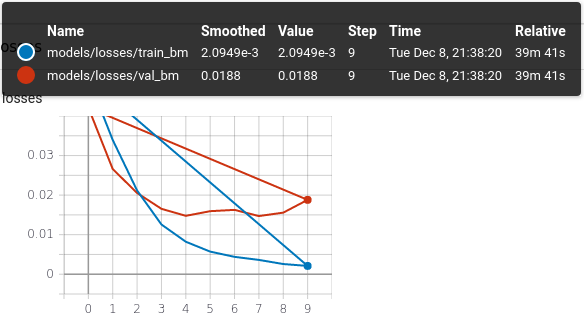 Name Smoothed Value Step Time Relative
models/losses/train_bm 2.0949e-3 2.0949e-3 9 Tue Dec 8, 21:38:20 39m 41s
models/losses/val_bm 0.0188 0.0188 9 Tue Dec 8, 21:38:20 39m 41s
losses
0.03
0.02
0.01
0
0 1 2 3 4 5 6 7 8 9